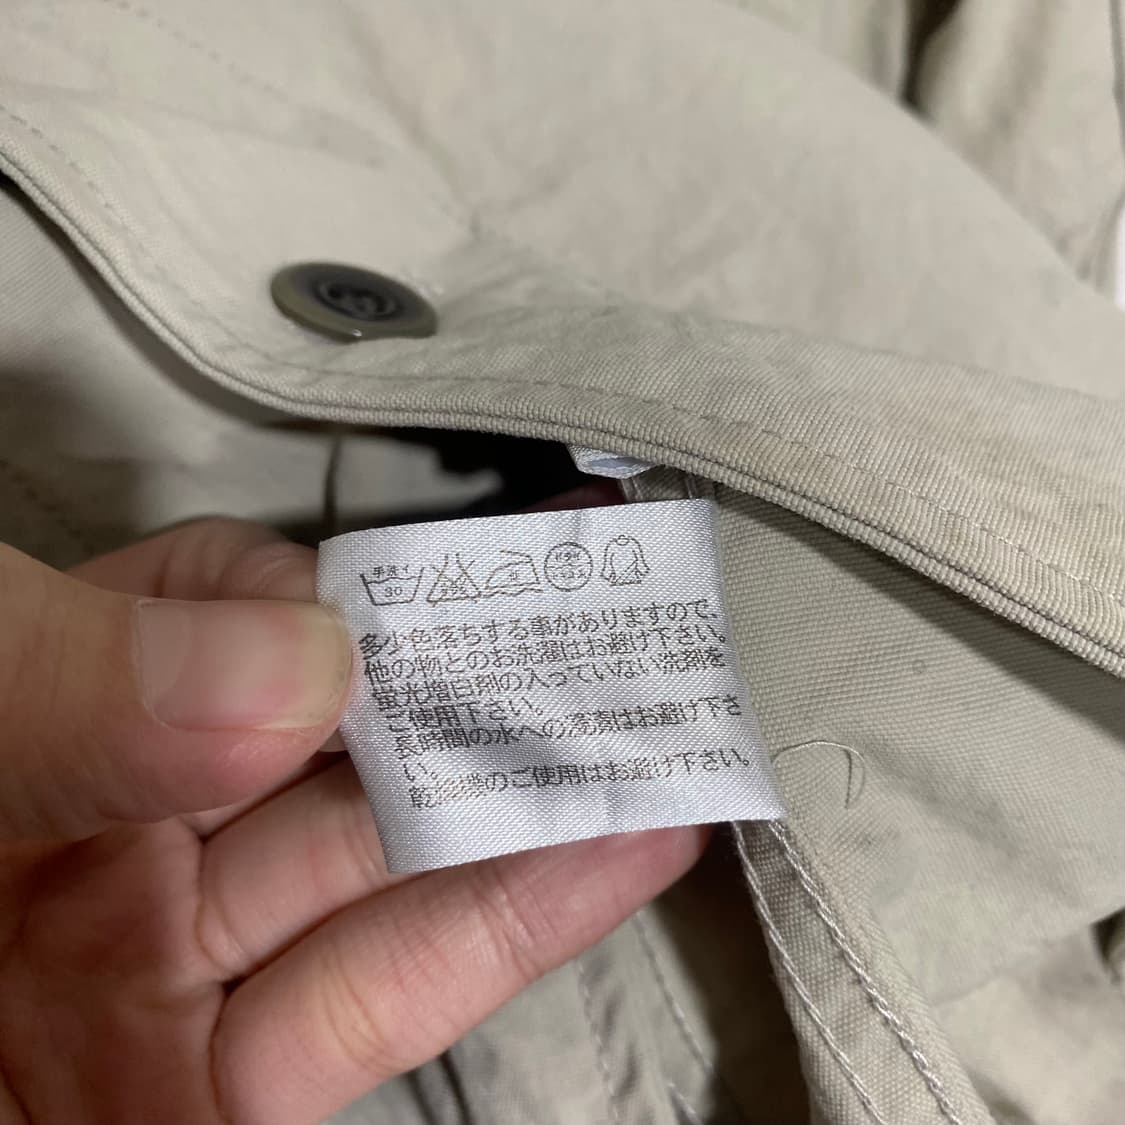 手洗イ
30
多少色落ちする事がありますので、
他の物とのお洗濯はお避け下さい。
蛍光増白剤の入っていない洗剤を
ご使用下さい。
長時間の水への浸漬はお避け下さ
い。
乾燥機のご使用はお避け下さい。